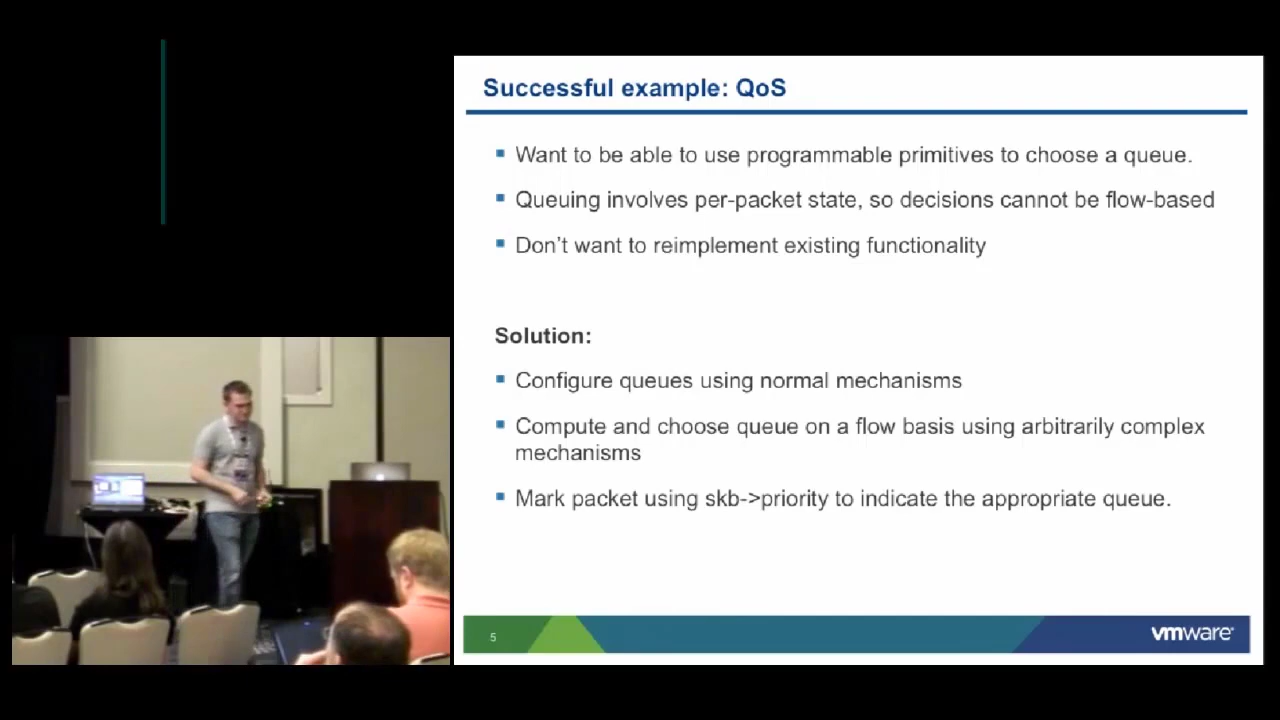 Successful example: QoS
Want to be able to use programmable primitives to choose a queue.
Queuing involves per-packet state, so decisions cannot be flow-based
Don't want to reimplement existing functionality
Solution:
Configure queues using normal mechanisms
Compute and choose queue on a flow basis using arbitrarily complex
mechanisms
Mark packet using skb->priority to indicate the appropriate queue.
5
vmware